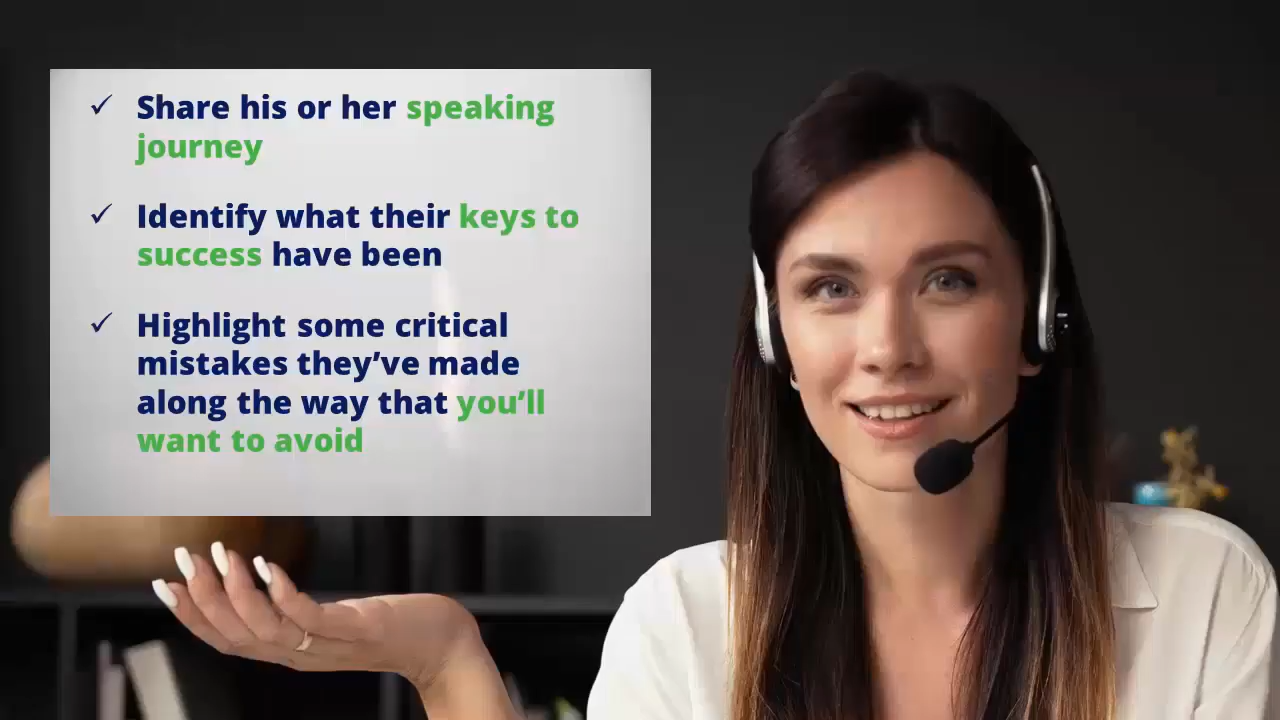 ✓ Share his or her speaking
journey
✓ Identify what their keys to
success have been
✓ Highlight some critical
mistakes they’ve made
along the way that you’ll
want to avoid